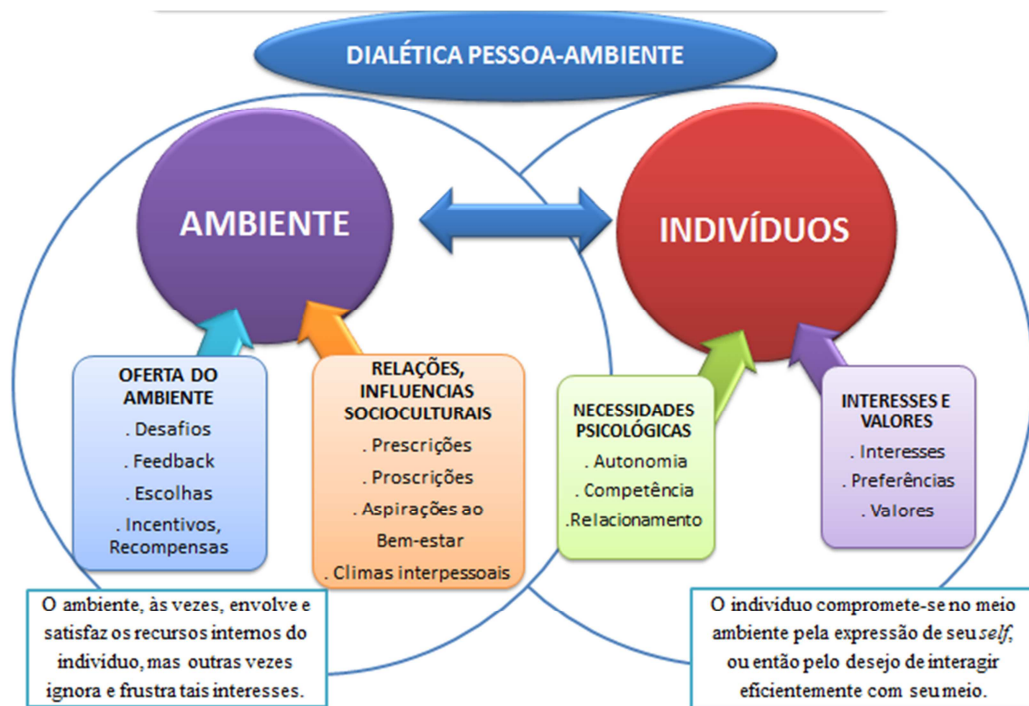 DIALÉTICA PESSOA-AMBIENTE
AMBIENTE
INDIVÍDUOS
OFERTA DO
AMBIENTE
. Desafios
. Feedback
. Escolhas
. Incentivos,
Recompensas
RELAÇÕES,
INFLUENCIAS
SOCIOCULTURAIS
. Prescrições
. Proscrições
. Aspirações ao
Bem-estar
. Climas interpessoais
NECESSIDADES
PSICOLÓGICAS
. Autonomia
. Competência
.Relacionamento
INTERESSES E
VALORES
. Interesses
. Preferências
. Valores
O ambiente, às vezes, envolve e
satisfaz os recursos internos do
indivíduo, mas outras vezes
ignora e frustra tais interesses.
O individuo compromete-se no meio
ambiente pela expressão de seu self,
ou então pelo desejo de interagir
eficientemente com seu meio.